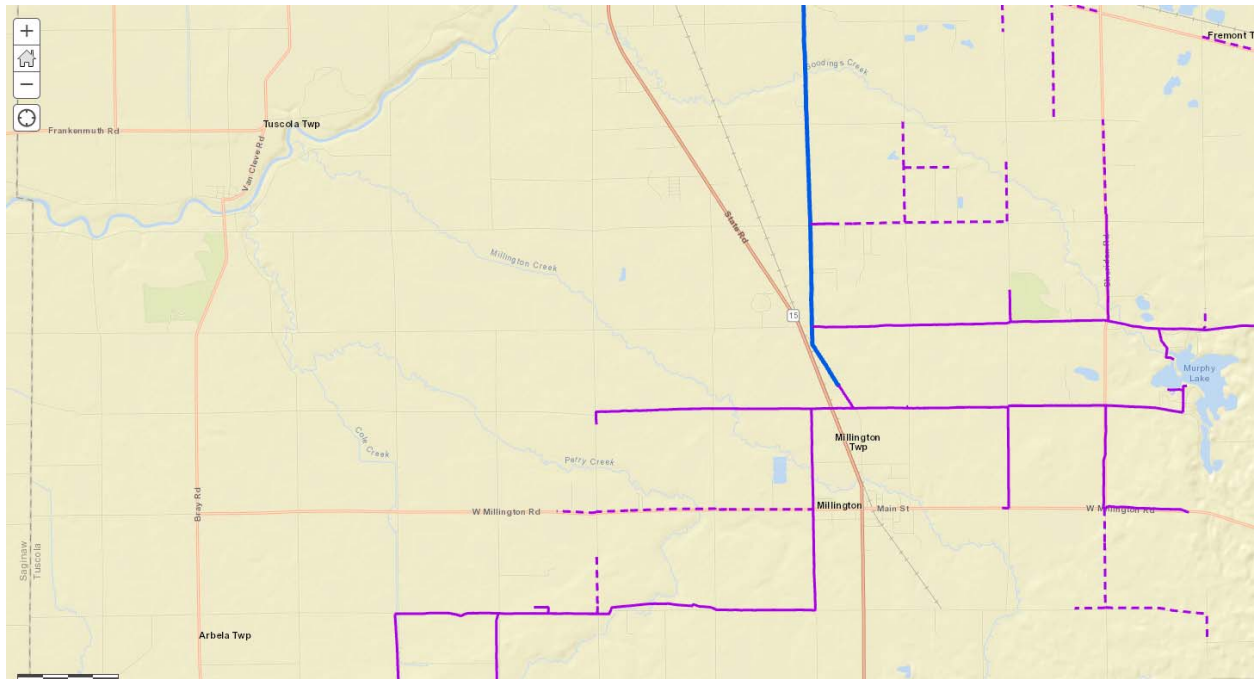 +
−
Fremont T
Goodings Creek
Tuscola Twp
Frankenmuth Rd
Van Cleve Rd
State Rd
Millington Creek
15
Murphy
Lake
Millington
Twp
Cole Creek
Perry Creek
Bray Rd
W Millington Rd
Millington
Main St
W Millington Rd
Saginaw
Tuscola
Arbela Twp